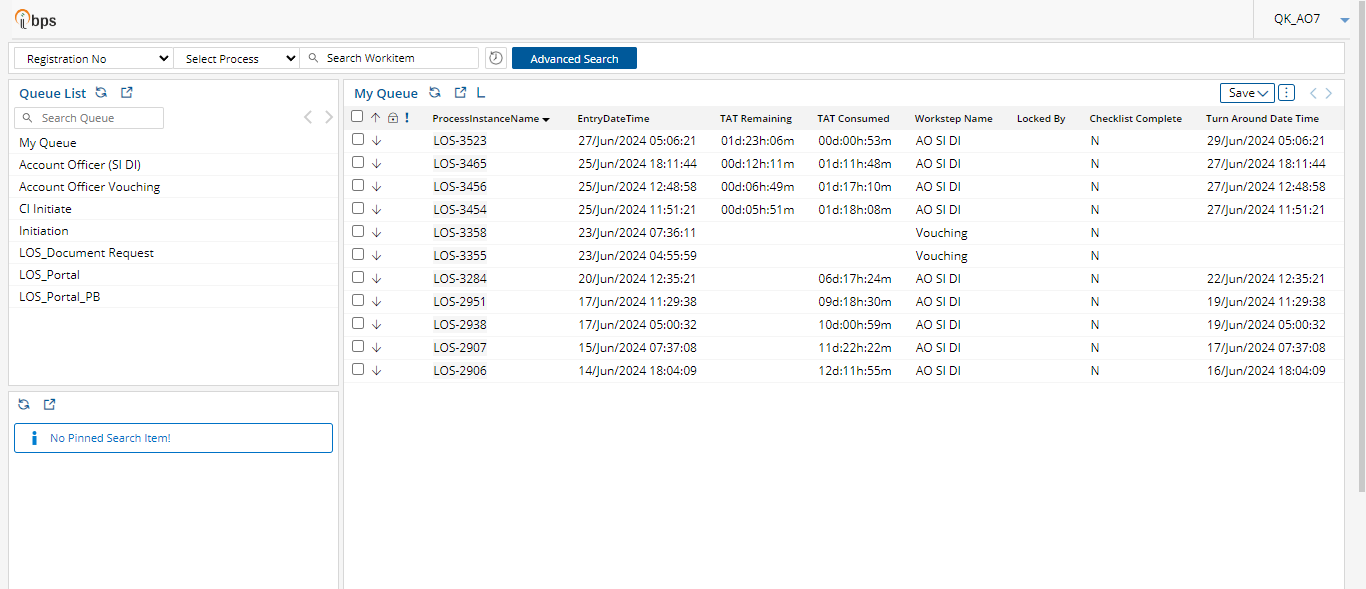 ibps
QK_AO7
Registration No Select Process Search Workitem Advanced Search
Queue List
Search Queue
My Queue
Account Officer (SI DI)
Account Officer Vouching
CI Initiate
Initiation
LOS_Document Request
LOS_Portal
LOS_Portal_PB
No Pinned Search Item!
My Queue L Save
ProcessInstanceName EntryDateTime TAT Remaining TAT Consumed Workstep Name Locked By Checklist Complete Turn Around Date Time
LOS-3523 27/Jun/2024 05:06:21 01d:23h:06m 00d:00h:53m AO SI DI N 29/Jun/2024 05:06:21
LOS-3465 25/Jun/2024 18:11:44 00d:12h:11m 01d:11h:48m AO SI DI N 27/Jun/2024 18:11:44
LOS-3456 25/Jun/2024 12:48:58 00d:06h:49m 01d:17h:10m AO SI DI N 27/Jun/2024 12:48:58
LOS-3454 25/Jun/2024 11:51:21 00d:05h:51m 01d:18h:08m AO SI DI N 27/Jun/2024 11:51:21
LOS-3358 23/Jun/2024 07:36:11 Vouching N
LOS-3355 23/Jun/2024 04:55:59 Vouching N
LOS-3284 20/Jun/2024 12:35:21 06d:17h:24m AO SI DI N 22/Jun/2024 12:35:21
LOS-2951 17/Jun/2024 11:29:38 09d:18h:30m AO SI DI N 19/Jun/2024 11:29:38
LOS-2938 17/Jun/2024 05:00:32 10d:00h:59m AO SI DI N 19/Jun/2024 05:00:32
LOS-2907 15/Jun/2024 07:37:08 11d:22h:22m AO SI DI N 17/Jun/2024 07:37:08
LOS-2906 14/Jun/2024 18:04:09 12d:11h:55m AO SI DI N 16/Jun/2024 18:04:09